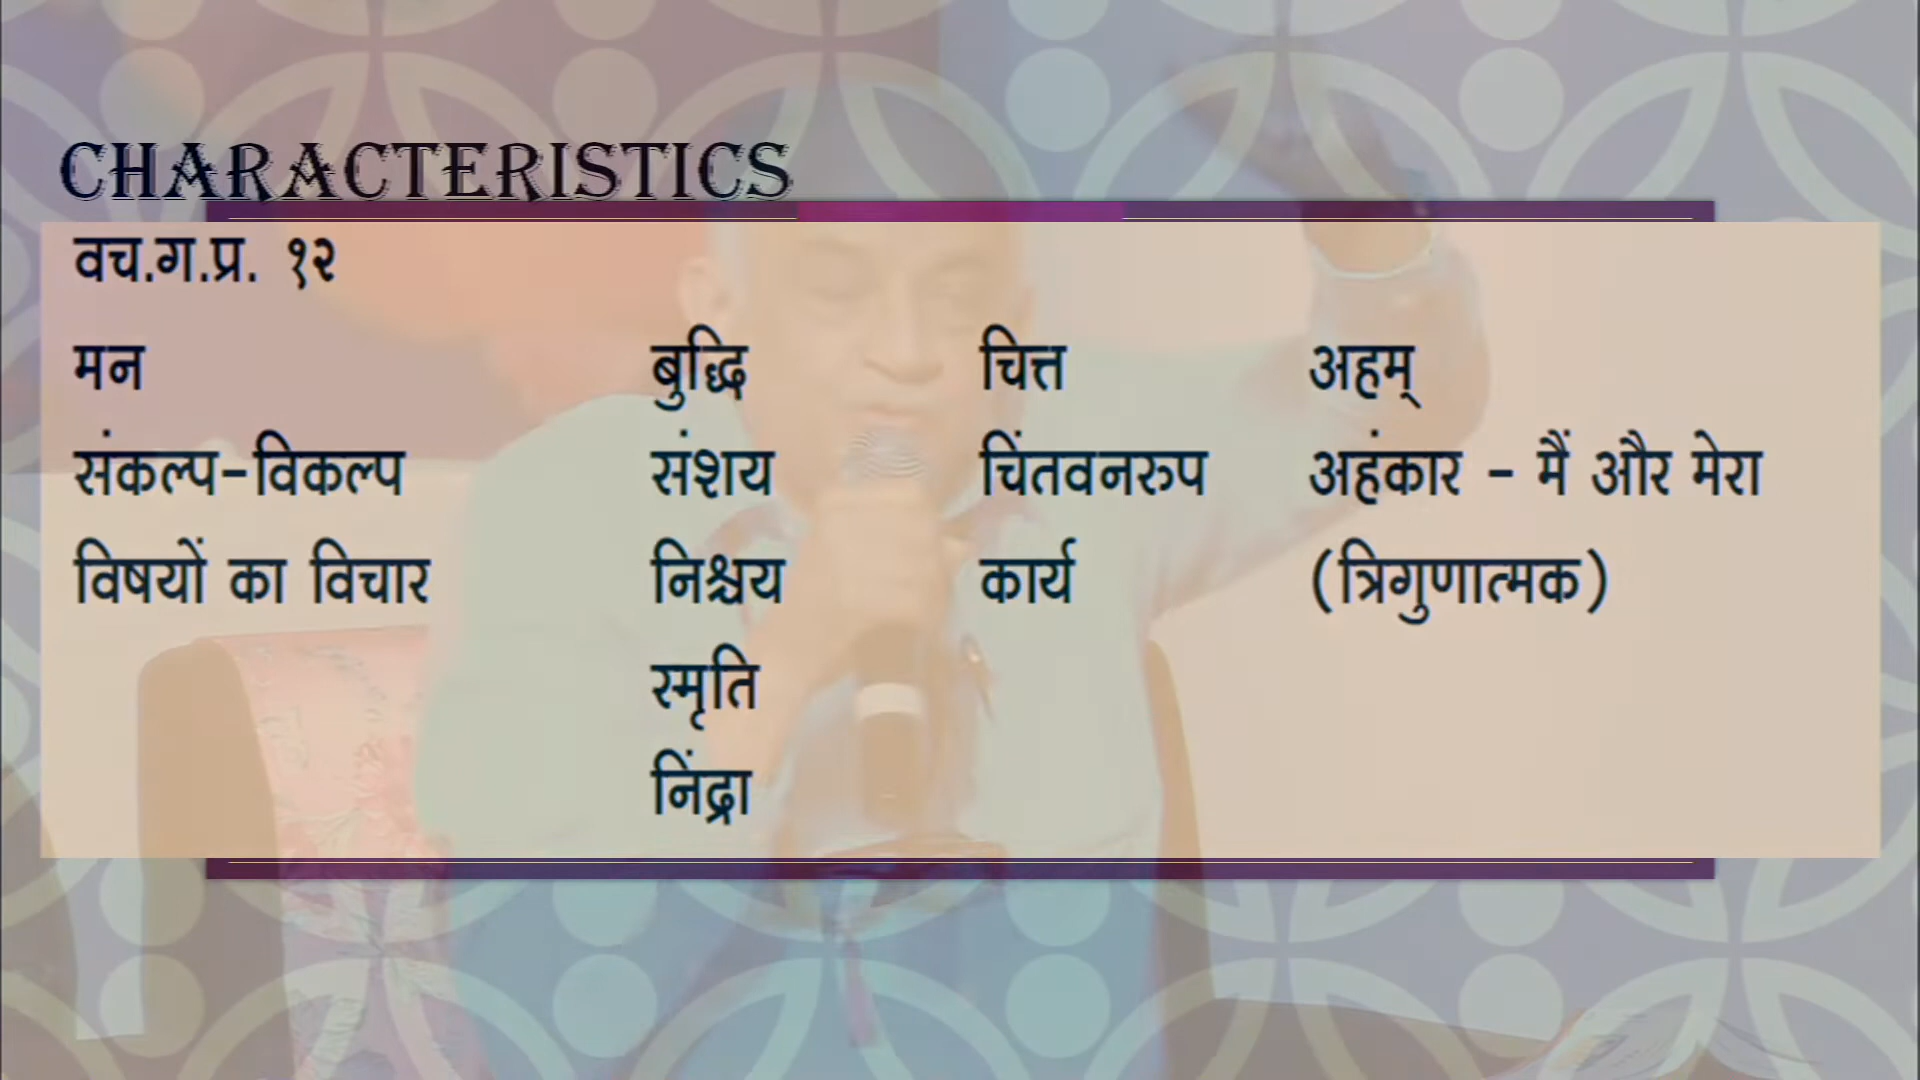 CHARACTERISTICS
वच.ग.प्र. १२
मन बुद्धि चित्त अहम्
संकल्प-विकल्प संशय चिंतवनरुप अहंकार - मैं और मेरा
विषयों का विचार निश्चय कार्य (त्रिगुणात्मक)
स्मृति
निंद्रा